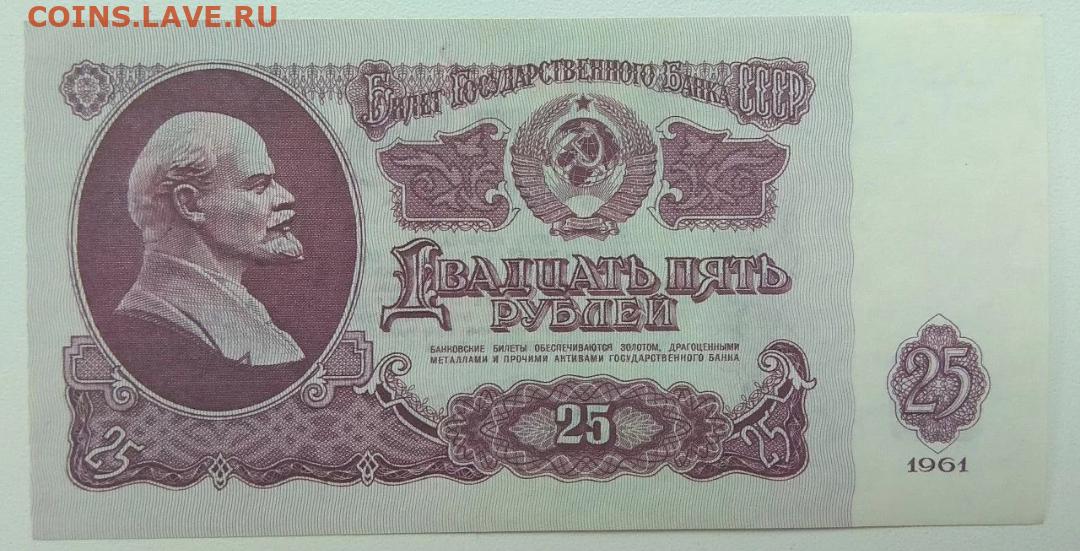 COINS.LAVE.RU
Билет Государственного Банка СССР
Двадцать пять
рублей
БАНКОВСКИЕ БИЛЕТЫ ОБЕСПЕЧИВАЮТСЯ ЗОЛОТОМ, ДРАГОЦЕННЫМИ
МЕТАЛЛАМИ И ПРОЧИМИ АКТИВАМИ ГОСУДАРСТВЕННОГО БАНКА
25
25
25
25
1961